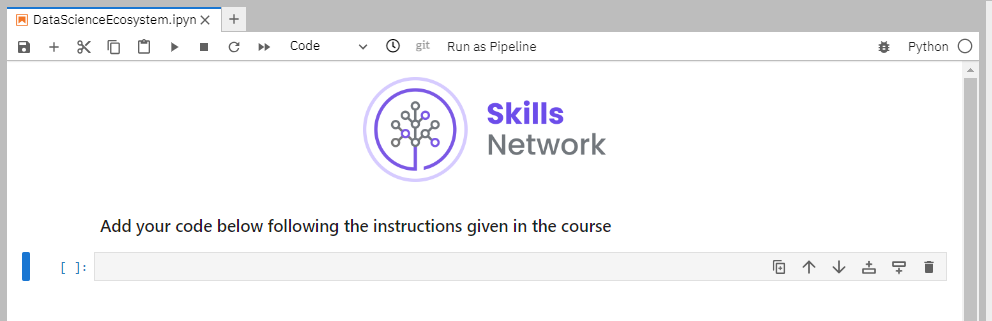 DataScienceEcosystem.ipyn
Code
git
Run as Pipeline
Python
Skills
Network
Add your code below following the instructions given in the course
[ ]: